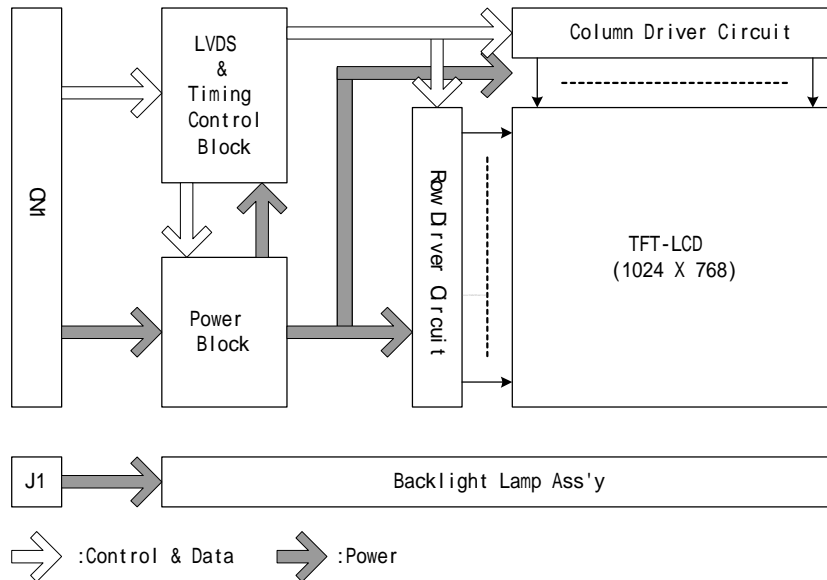 LVDS
&
Timing
Control
Block
Column Driver Circuit
CN1
Row Dirver Circuit
TFT-LCD
(1024 X 768)
Power
Block
J1
Backlight Lamp Ass'y
:Control & Data
:Power